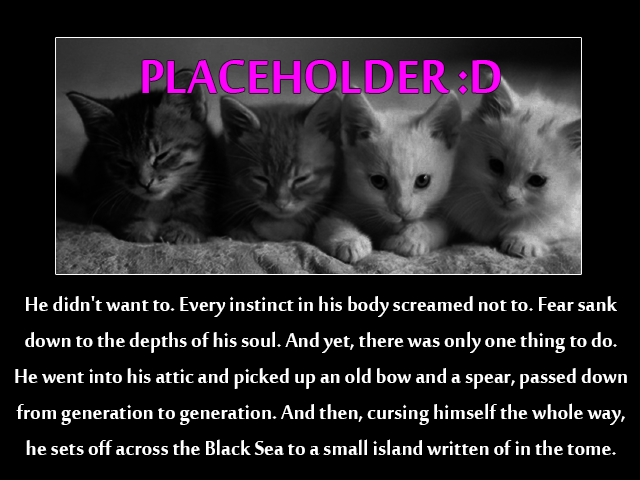 PLACEHOLDER :D
He didn't want to. Every instinct in his body screamed not to. Fear sank
down to the depths of his soul. And yet, there was only one thing to do.
He went into his attic and picked up an old bow and a spear, passed down
from generation to generation. And then, cursing himself the whole way,
he sets off across the Black Sea to a small island written of in the tome.